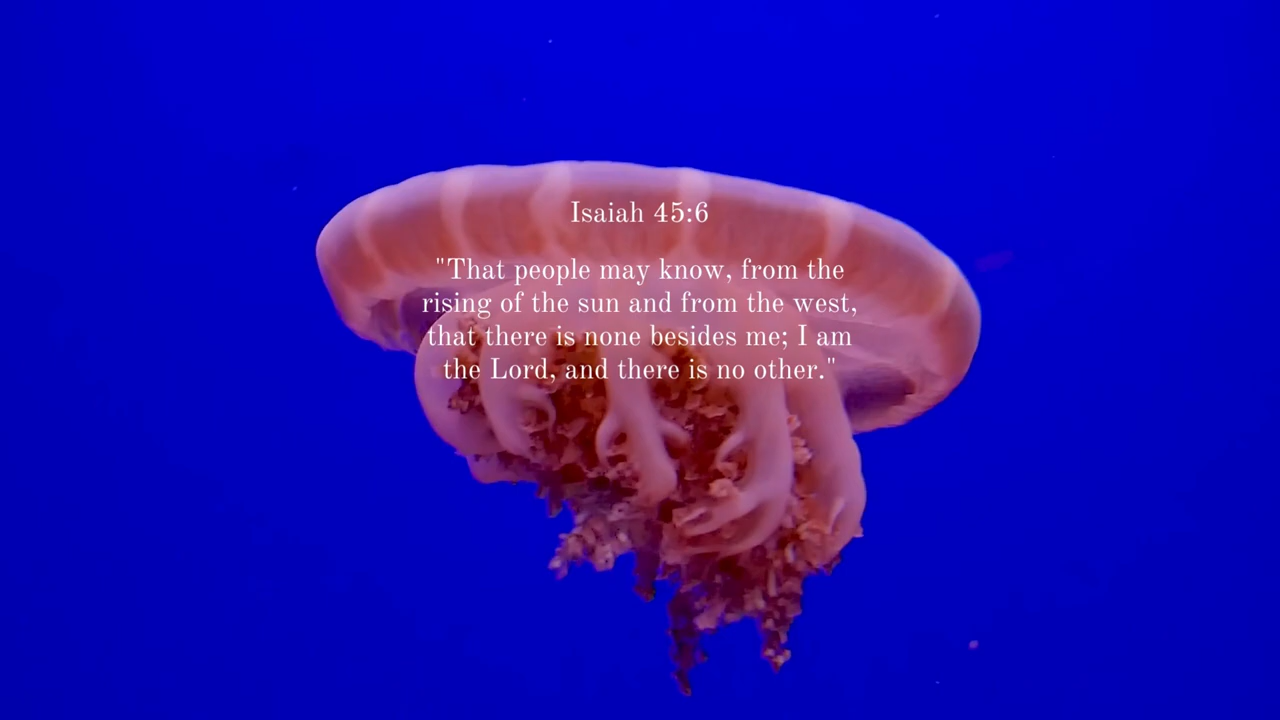 Isaiah 45:6
"That people may know, from the
rising of the sun and from the west,
that there is none besides me; I am
the Lord, and there is no other."